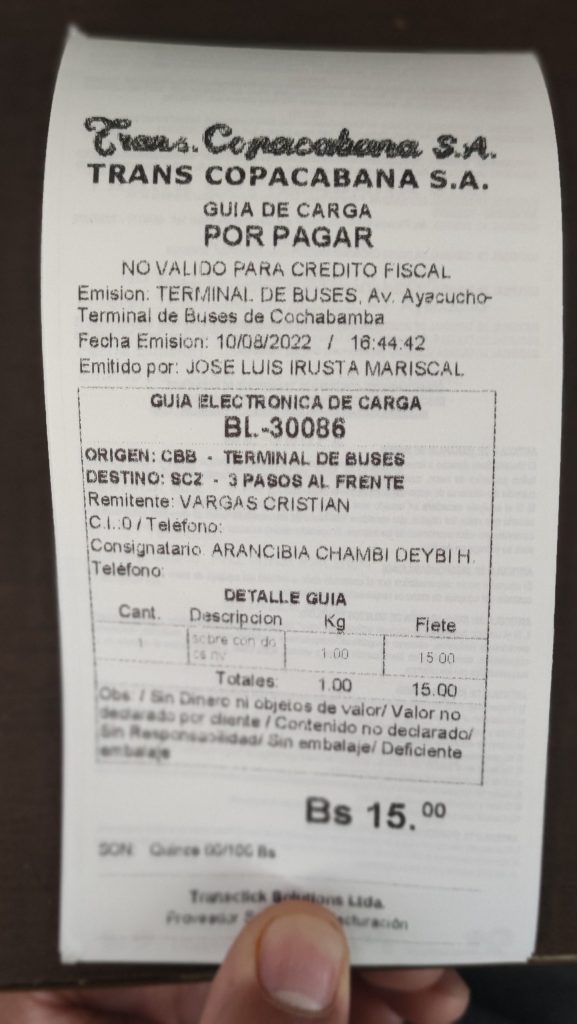 Trans. Copacabana S.A.
TRANS COPACABANA S.A.
GUIA DE CARGA
POR PAGAR
NO VALIDO PARA CREDITO FISCAL
Emision: TERMINAL DE BUSES, Av. Ayacucho-
Terminal de Buses de Cochabamba
Fecha Emision: 10/08/2022 / 16:44:42
Emitido por: JOSE LUIS IRUSTA MARISCAL
GUIA ELECTRONICA DE CARGA
BL-30086
ORIGEN: CBB - TERMINAL DE BUSES
DESTINO: SCZ - 3 PASOS AL FRENTE
Remitente: VARGAS CRISTIAN
C.I.:0 / Teléfono:
Consignatario: ARANCIBIA CHAMBI DEYBI H.
Teléfono:
DETALLE GUIA
Cant. Descripcion Kg Flete
1 sobre con do 1.00 15.00
cs nv
Totales: 1.00 15.00
Obs: / Sin Dinero ni objetos de valor/ Valor no
declarado por cliente / Contenido no declarado/
Sin Responsabilidad/ Sin embalaje/ Deficiente
embalaje
Bs 15.00
SON: Quince 00/100 Bs
Transclick Solutions Ltda.
Proveedor